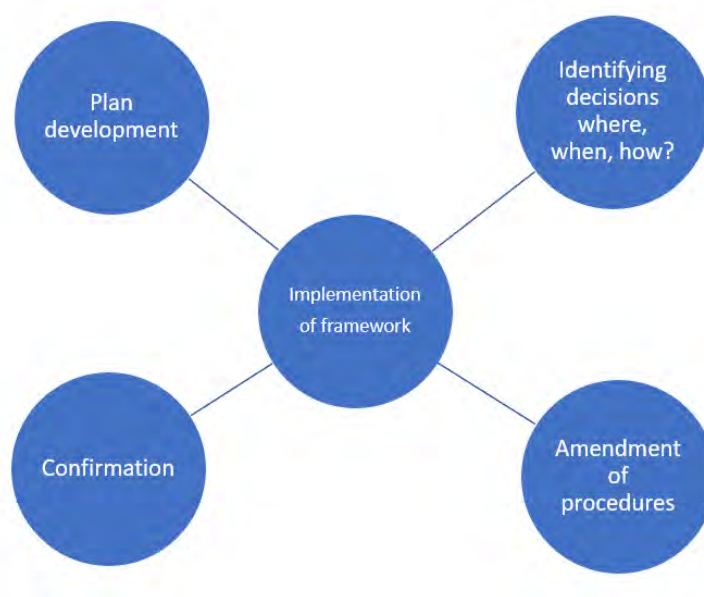 Plan
development
Identifying
decisions
where,
when, how?
Implementation
of framework
Confirmation
Amendment
of
procedures